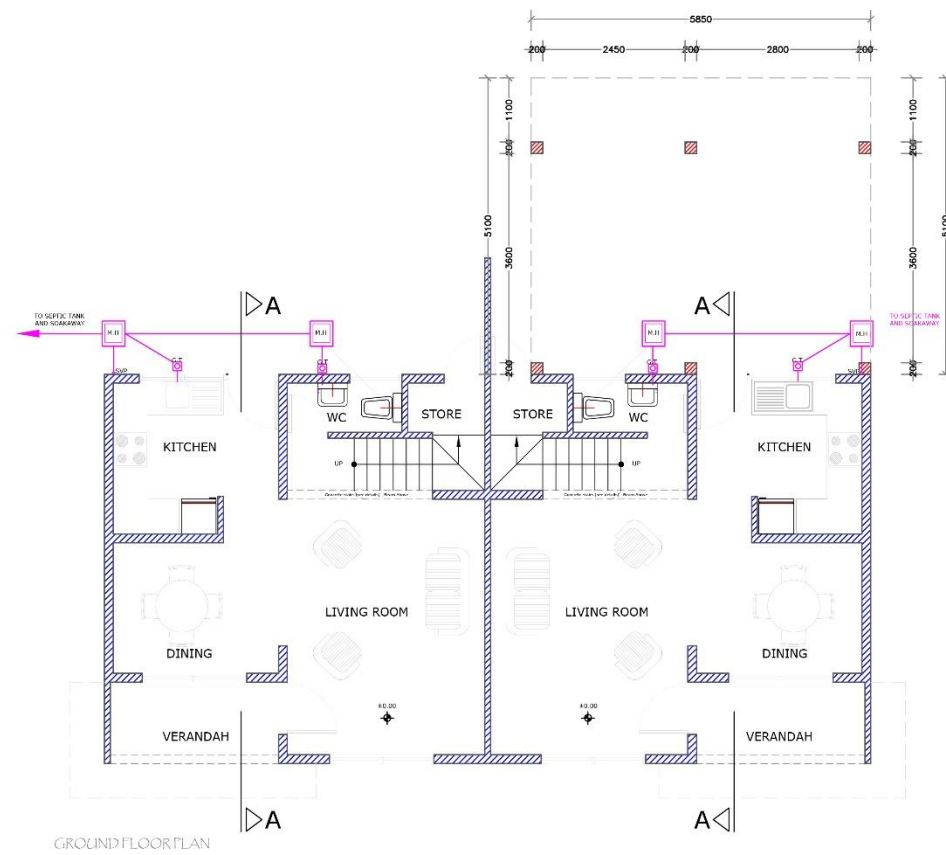 5850
200 2450 200 2800 200
1100
200
5100
3600
200
1100
200
5100
3600
200
A
A
TO SEPTIC TANK
AND SOAKAWAY
M.H
M.H
M.H
M.H
TO SEPTIC TANK
AND SOAKAWAY
SVP
G.T
G.T
G.T
G.T
SVP
WC
STORE
STORE
WC
KITCHEN
KITCHEN
UP
UP
LIVING ROOM
LIVING ROOM
DINING
DINING
±0.00
±0.00
VERANDAH
VERANDAH
A
A
GROUND FLOOR PLAN